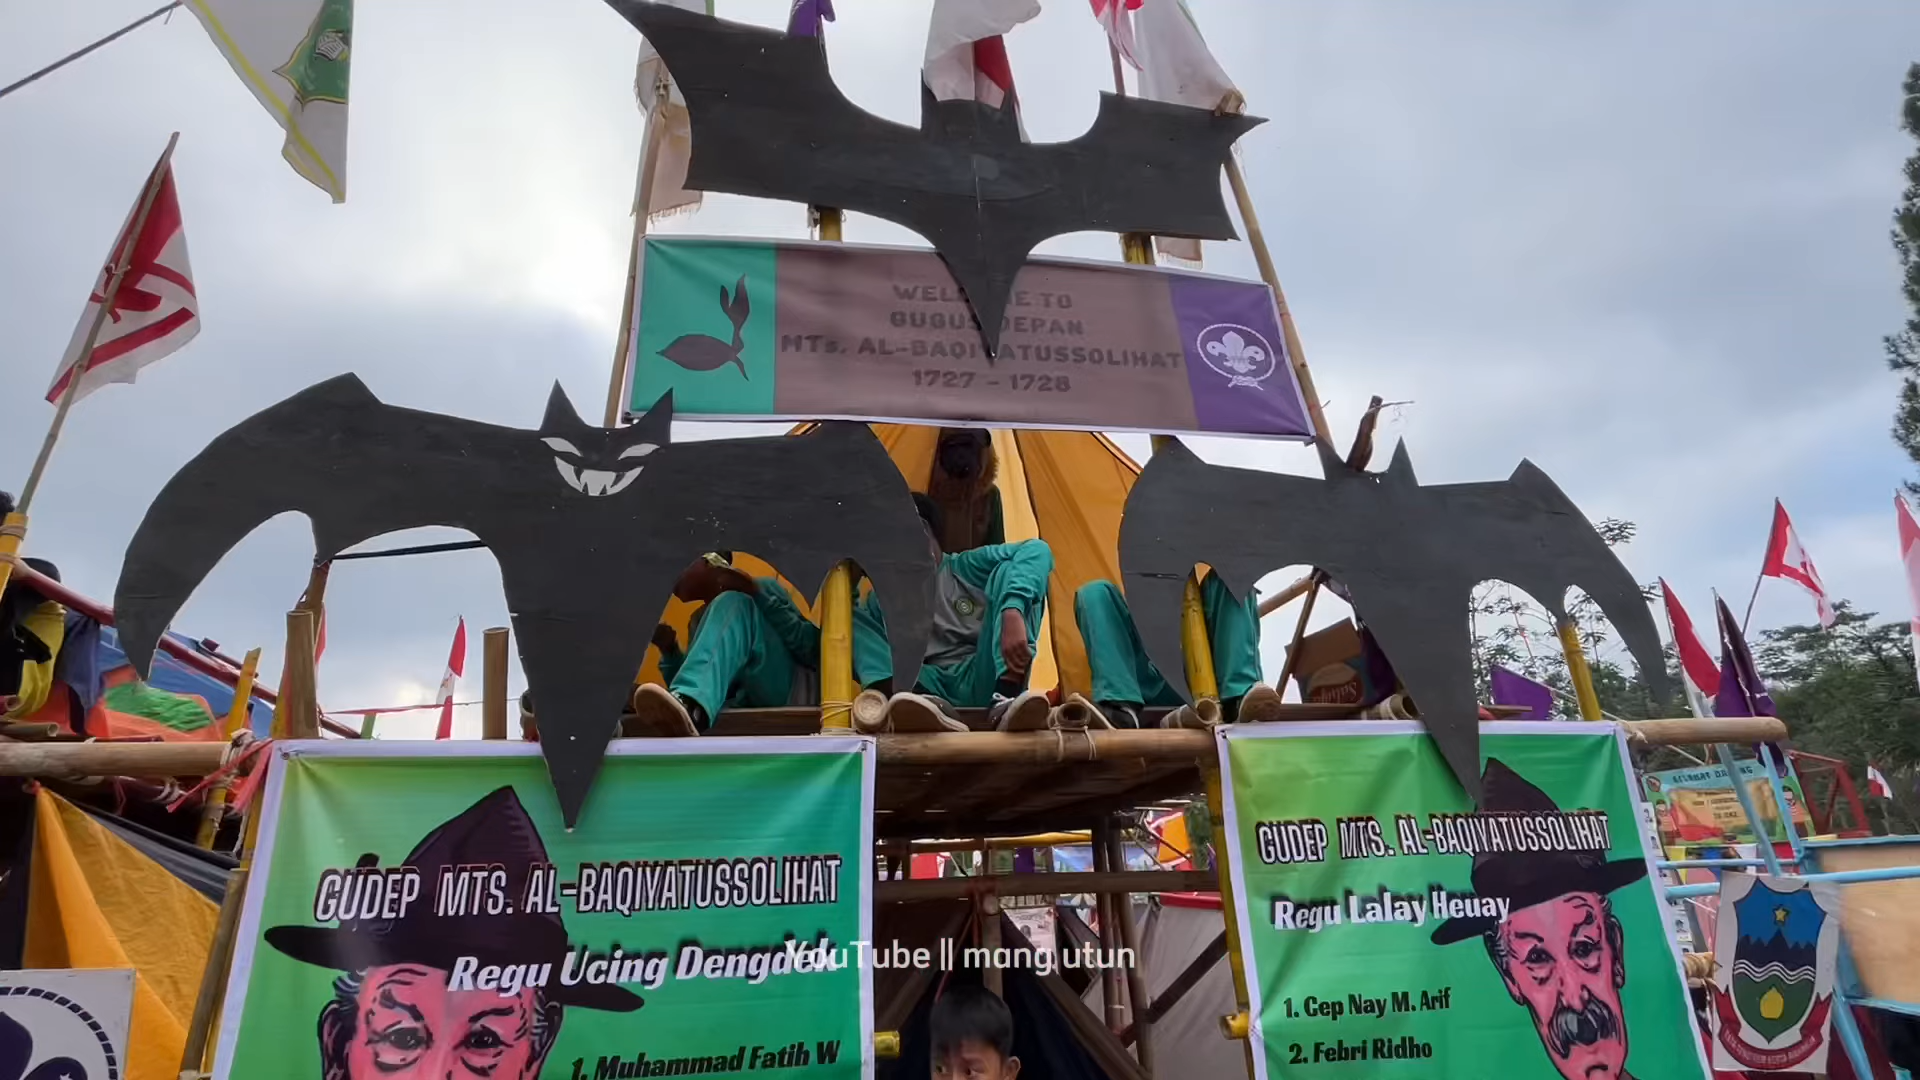 WELCOME TO
GUGUS DEPAN
MTs. AL-BAQIYATUSSOLIHAT
1727 - 1728
GUDEP MTS. AL-BAQIYATUSSOLIHAT
Regu Ucing Dengdek
1. Muhammad Fatih W
GUDEP MTS. AL-BAQIYATUSSOLIHAT
Regu Lalay Heuay
1. Cep Nay M. Arif
2. Febri Ridho
YouTube || mang utun